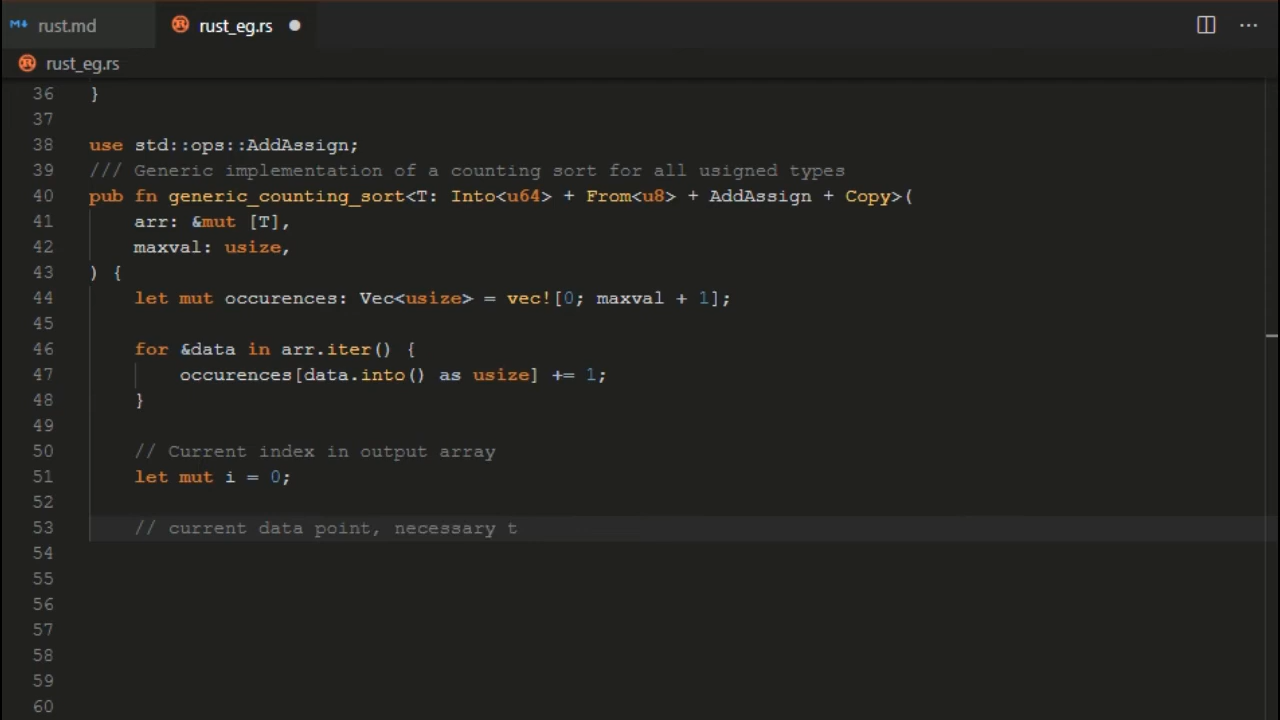 rust.md
rust_eg.rs
rust_eg.rs
36 }
37
38 use std::ops::AddAssign;
39 /// Generic implementation of a counting sort for all usigned types
40 pub fn generic_counting_sort<T: Into<u64> + From<u8> + AddAssign + Copy>(
41     arr: &mut [T],
42     maxval: usize,
43 ) {
44     let mut occurences: Vec<usize> = vec![0; maxval + 1];
45
46     for &data in arr.iter() {
47         occurences[data.into() as usize] += 1;
48     }
49
50     // Current index in output array
51     let mut i = 0;
52
53     // current data point, necessary t
54
55
56
57
58
59
60